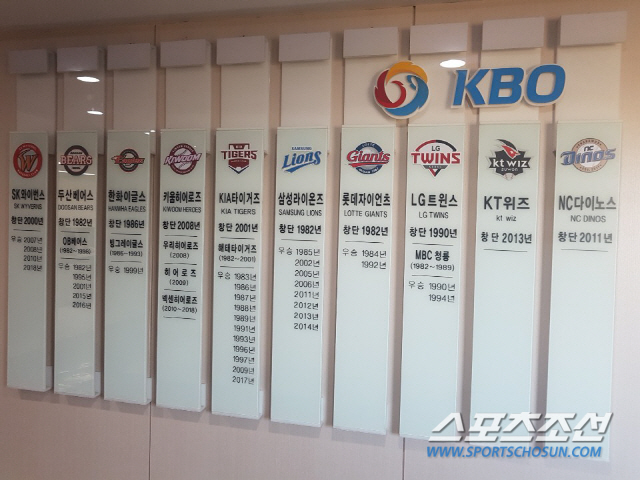 KBO
SK와이번스
SK WYVERNS
창단 2000년
우승 2007년
2008년
2010년
2018년
BEARS
두산베어스
DOOSAN BEARS
창단 1982년
OB베어스
(1982~1998)
우승 1982년
1995년
2001년
2015년
2016년
한화이글스
HANWHA EAGLES
창단 1986년
빙그레이글스
(1986~1993)
우승 1999년
KIWOOM
키움히어로즈
KIWOOM HEROES
창단 2008년
우리히어로즈
(2008)
히어로즈
(2009)
넥센히어로즈
(2010~2018)
TIGERS
KIA타이거즈
KIA TIGERS
창단 2001년
해태타이거즈
(1982~2001)
우승 1983년
1986년
1987년
1988년
1989년
1991년
1993년
1996년
1997년
2009년
2017년
SAMSUNG
Lions
삼성라이온즈
SAMSUNG LIONS
창단 1982년
우승 1985년
2002년
2005년
2006년
2011년
2012년
2013년
2014년
Giants
롯데자이언츠
LOTTE GIANTS
창단 1982년
우승 1984년
1992년
LG
TWINS
LG트윈스
LG TWINS
창단 1990년
MBC 청룡
(1982~1989)
우승 1990년
1994년
kt wiz
SUWON
KT위즈
kt wiz
창단 2013년
NC
DINOS
NC다이노스
NC DINOS
창단 2011년
스포츠조선
WWW.SPORTSCHOSUN.COM